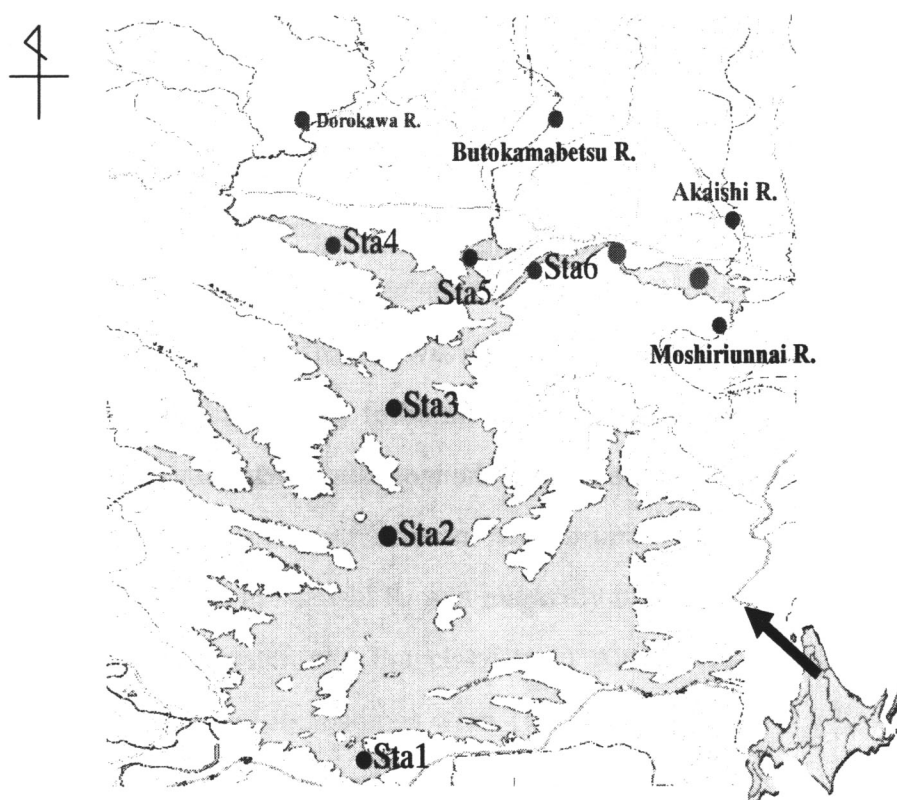 Dorokawa R.
Butokamabetsu R.
Akaishi R.
Sta4
Sta6
Sta5
Moshiriunnai R.
Sta3
Sta2
Sta1